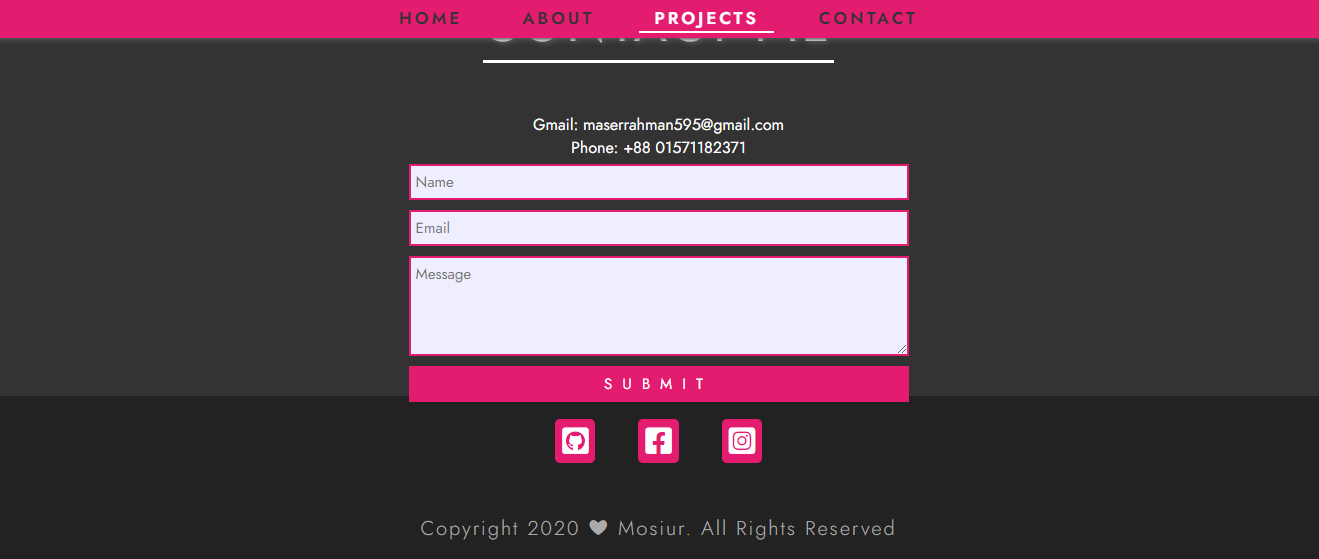 HOME ABOUT PROJECTS CONTACT
Gmail: maserrahman595@gmail.com
Phone: +88 01571182371
Name
Email
Message
SUBMIT
Copyright 2020 ❤ Mosiur. All Rights Reserved